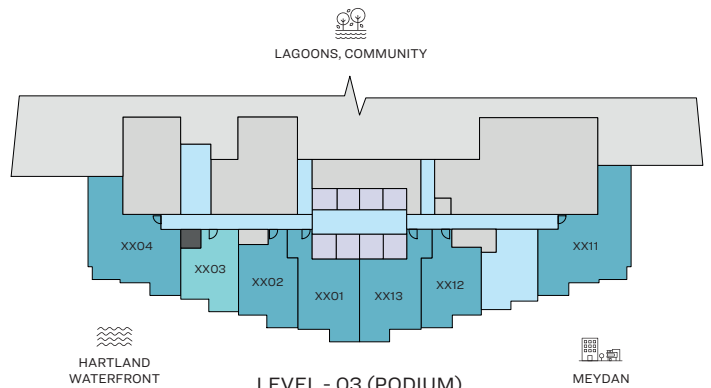 LAGOONS, COMMUNITY
XX04
XX11
XX03
XX02
XX12
XX01
XX13
HARTLAND
WATERFRONT
LEVEL - 03 (PODIUM)
MEYDAN